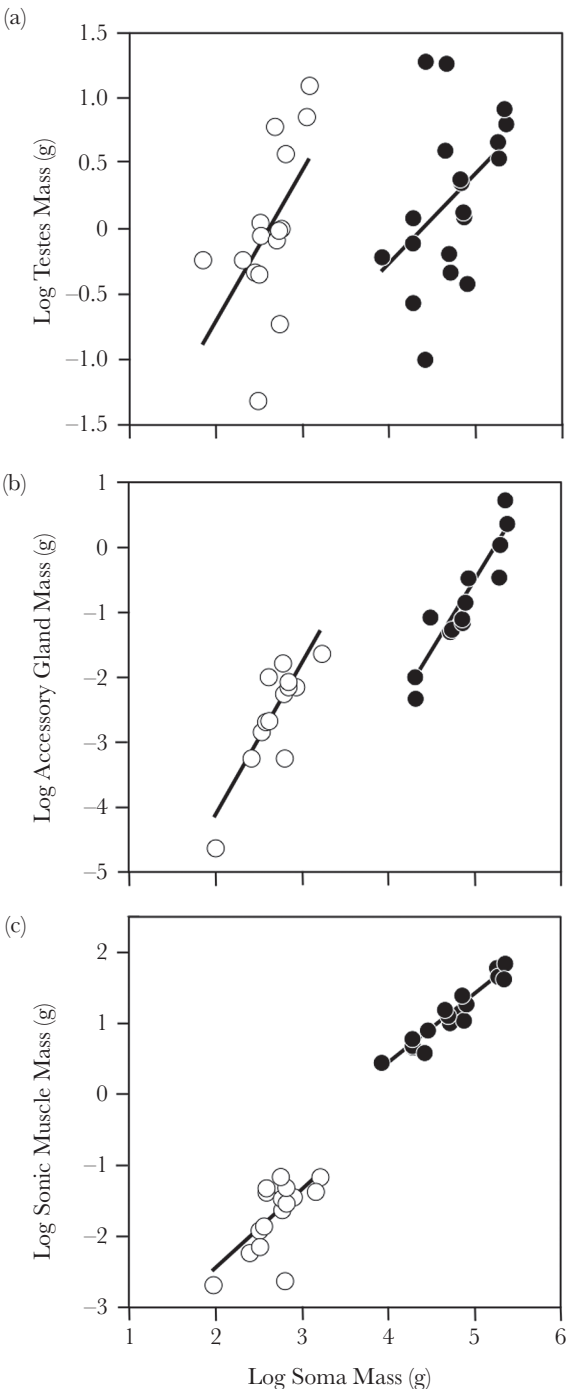 (a)
1.5
1.0
0.5
0
–0.5
–1.0
–1.5
Log Testes Mass (g)
(b)
1
0
–1
–2
–3
–4
–5
Log Accessory Gland Mass (g)
(c)
2
1
0
–1
–2
–3
Log Sonic Muscle Mass (g)
1 2 3 4 5 6
Log Soma Mass (g)